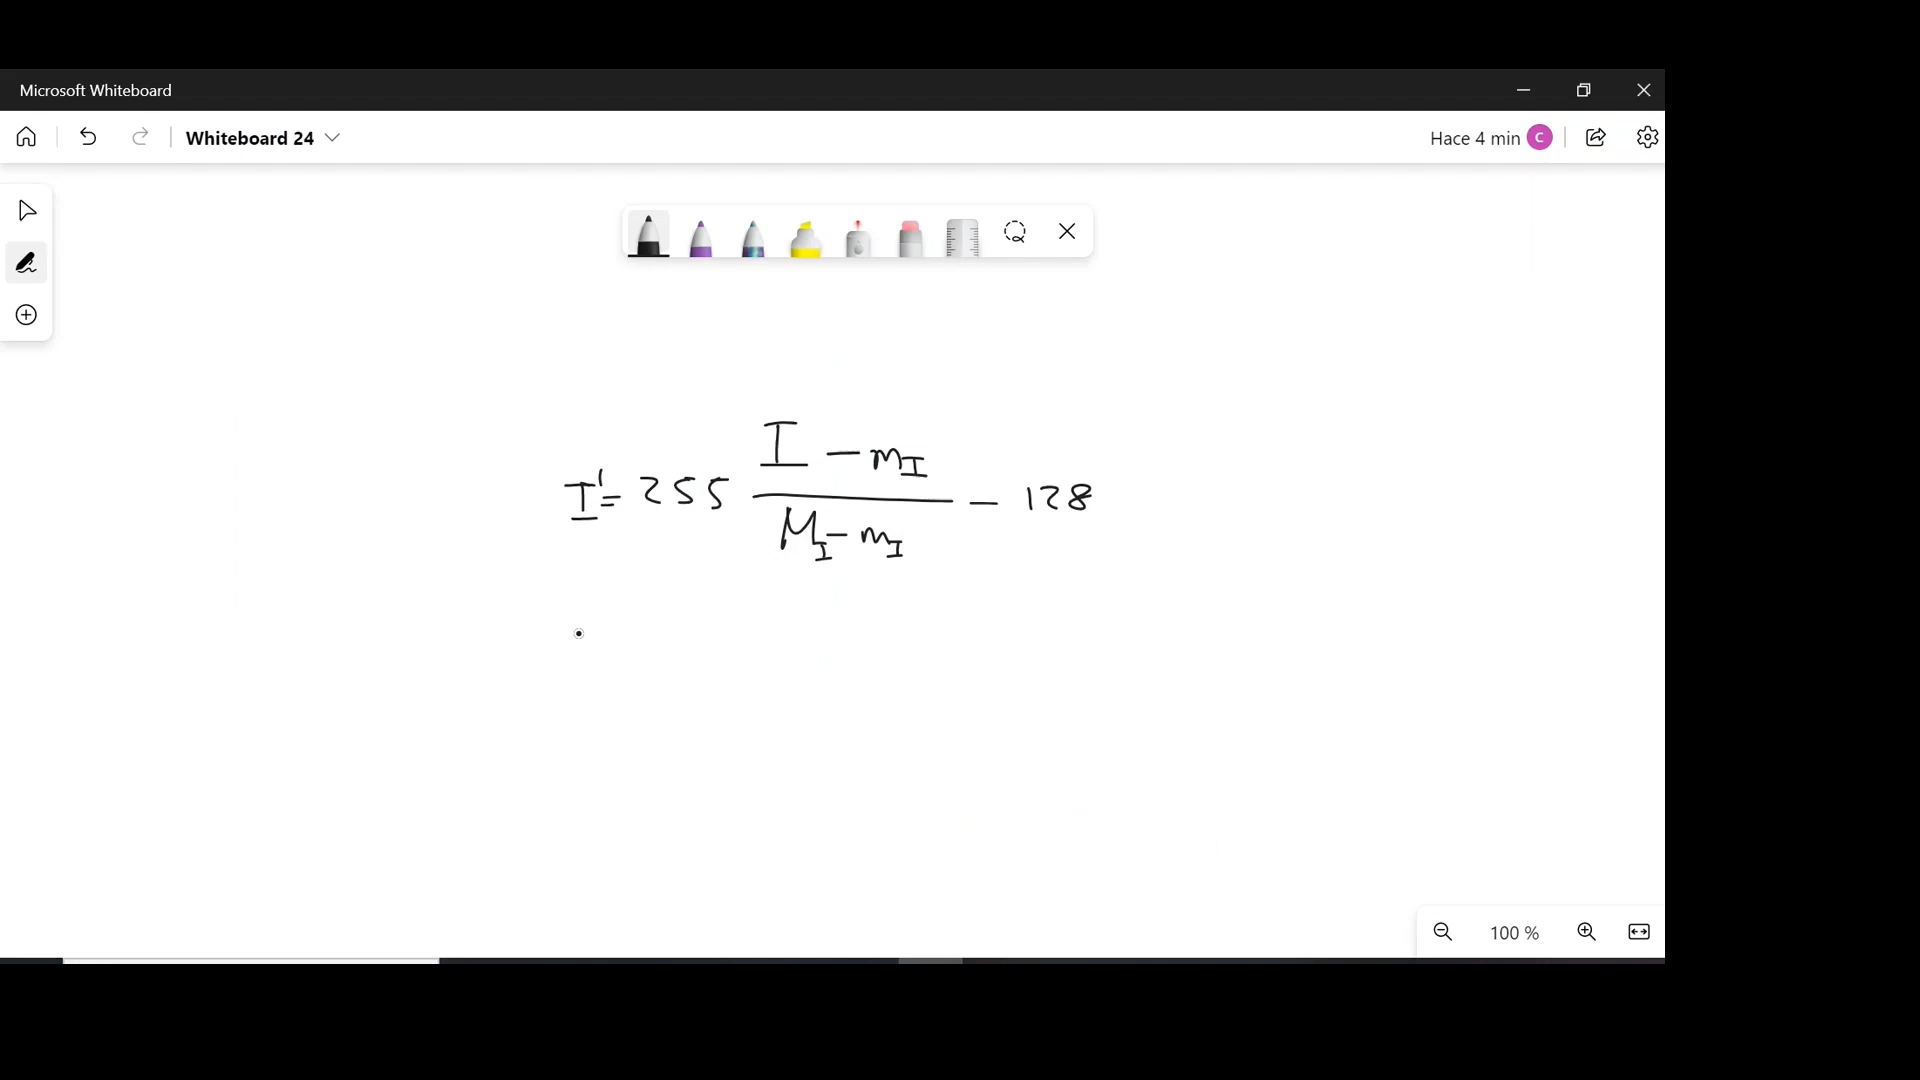 Microsoft Whiteboard
Whiteboard 24
Hace 4 min C
I' = 255 (I - m_I) / (M_I - m_I) - 128
100 %